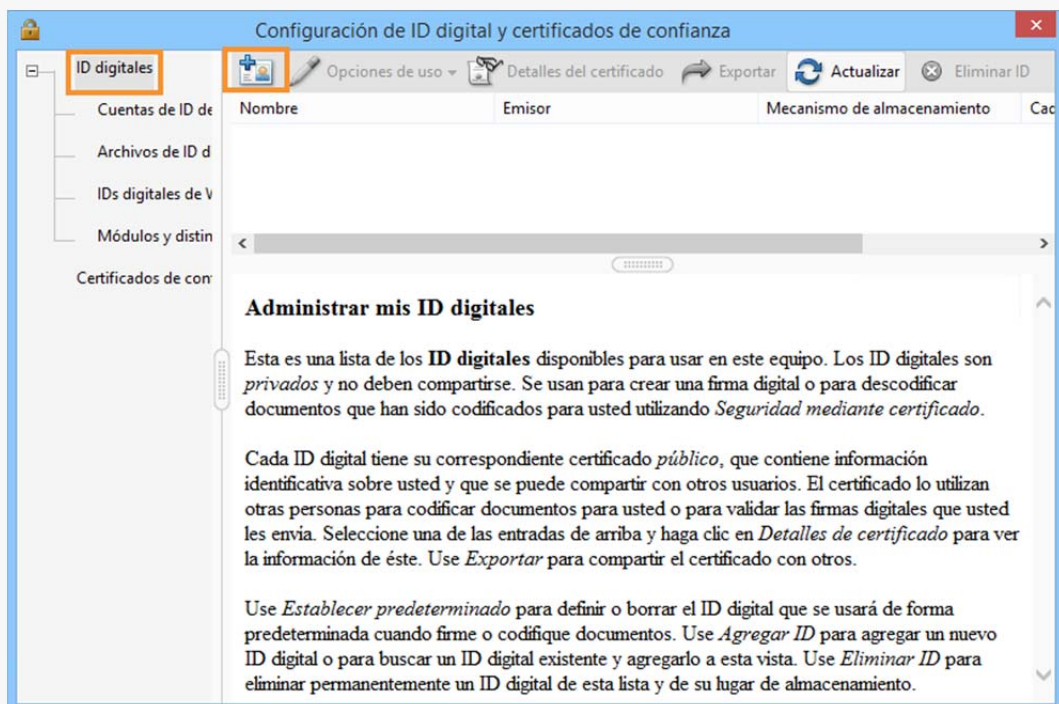 Configuración de ID digital y certificados de confianza
ID digitales
Opciones de uso
Detalles del certificado
Exportar
Actualizar
Eliminar ID
Cuentas de ID de
Nombre
Emisor
Mecanismo de almacenamiento
Cad
Archivos de ID d
IDs digitales de W
Módulos y distin
Certificados de con
Administrar mis ID digitales
Esta es una lista de los ID digitales disponibles para usar en este equipo. Los ID digitales son
privados y no deben compartirse. Se usan para crear una firma digital o para descodificar
documentos que han sido codificados para usted utilizando Seguridad mediante certificado.
Cada ID digital tiene su correspondiente certificado público, que contiene información
identificativa sobre usted y que se puede compartir con otros usuarios. El certificado lo utilizan
otras personas para codificar documentos para usted o para validar las firmas digitales que usted
les envia. Seleccione una de las entradas de arriba y haga clic en Detalles de certificado para ver
la información de éste. Use Exportar para compartir el certificado con otros.
Use Establecer predeterminado para definir o borrar el ID digital que se usará de forma
predeterminada cuando firme o codifique documentos. Use Agregar ID para agregar un nuevo
ID digital o para buscar un ID digital existente y agregarlo a esta vista. Use Eliminar ID para
eliminar permanentemente un ID digital de esta lista y de su lugar de almacenamiento.